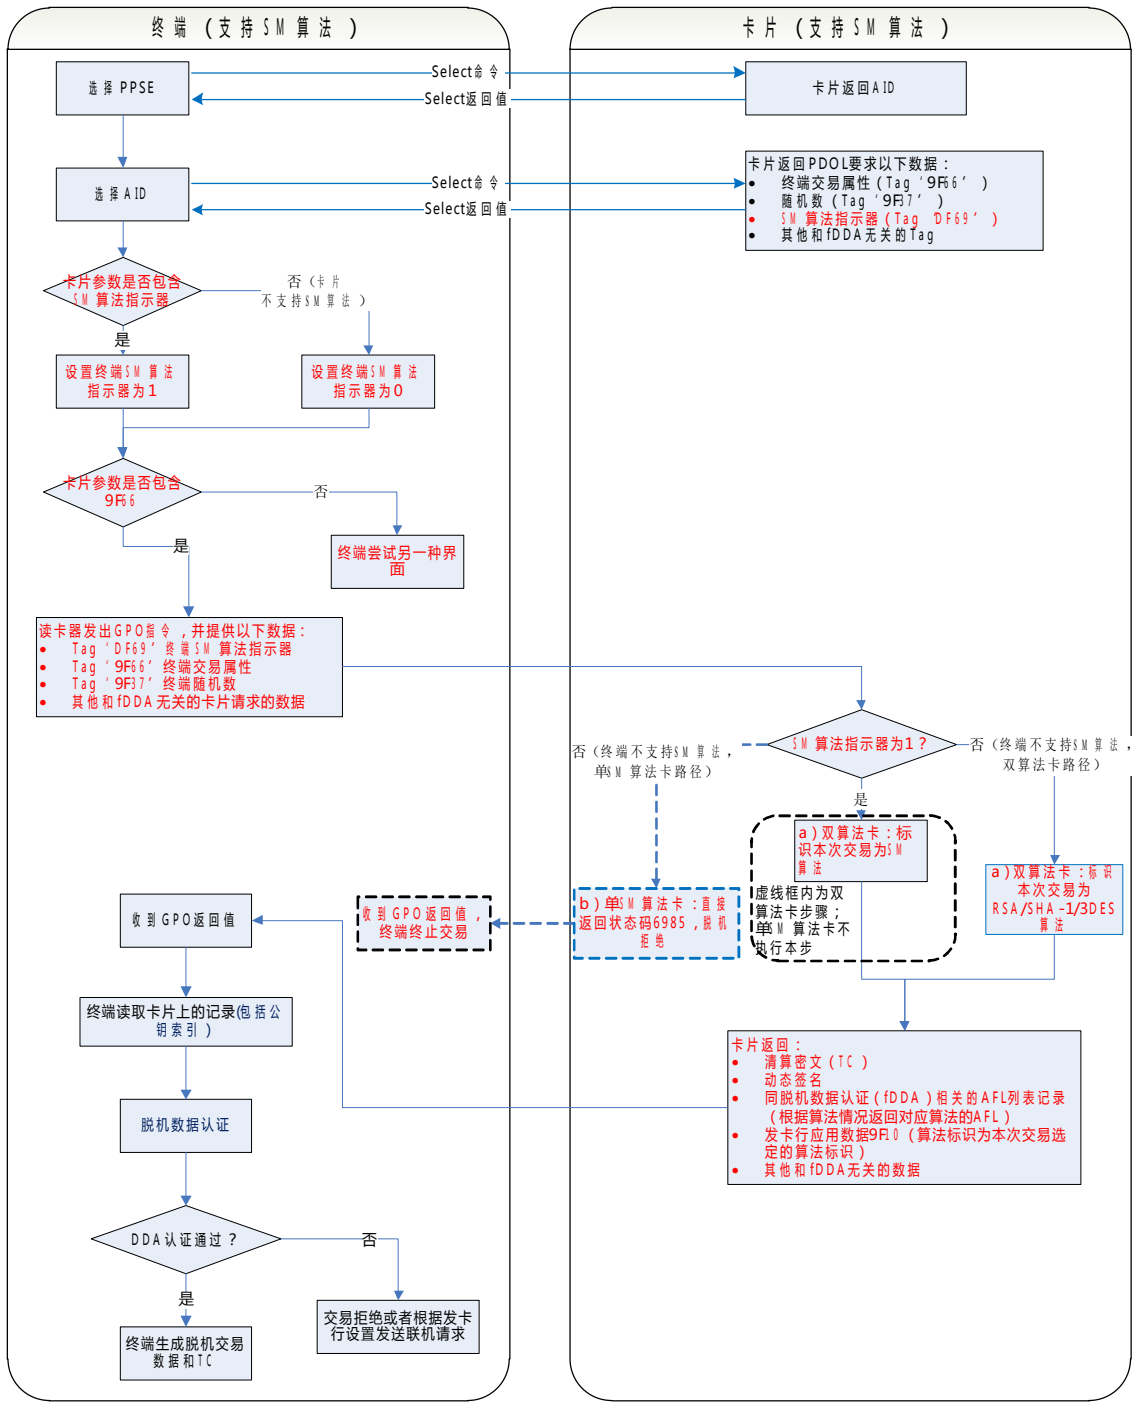 终端（支持SM算法）
卡片（支持SM算法）
选择PPSE
Select命令
Select返回值
卡片返回AID
选择AID
Select命令
Select返回值
卡片返回PDOL要求以下数据：
● 终端交易属性（Tag‘9F66’）
● 随机数（Tag‘9F37’）
● SM算法指示器（Tag‘DF69’）
● 其他和fDDA无关的Tag
卡片参数是否包含
SM算法指示器
否（卡片
不支持SM算法）
是
设置终端SM算法
指示器为1
设置终端SM算法
指示器为0
卡片参数是否包含
9F66
否
是
终端尝试另一种界
面
读卡器发出GPO指令，并提供以下数据：
● Tag‘DF69’终端SM算法指示器
● Tag‘9F66’终端交易属性
● Tag‘9F37’终端随机数
● 其他和fDDA无关的卡片请求的数据
SM算法指示器为1？
否（终端不支持SM算法，
单SM算法卡路径）
否（终端不支持SM算法，
双算法卡路径）
是
a）双算法卡：标
识本次交易为SM
算法
虚线框内为双
算法卡步骤；
单SM算法卡不
执行本步
a）双算法卡：标识
本次交易为
RSA/SHA-1/3DES
算法
b）单SM算法卡：直接
返回状态码6985，脱机
拒绝
收到GPO返回值，
终端终止交易
收到GPO返回值
终端读取卡片上的记录(包括公
钥索引）
卡片返回：
● 清算密文（TC）
● 动态签名
● 同脱机数据认证（fDDA）相关的AFL列表记录
（根据算法情况返回对应算法的AFL）
● 发卡行应用数据9F10（算法标识为本次交易选
定的算法标识）
● 其他和fDDA无关的数据
脱机数据认证
DDA认证通过？
否
是
交易拒绝或者根据发卡
行设置发送联机请求
终端生成脱机交易
数据和TC